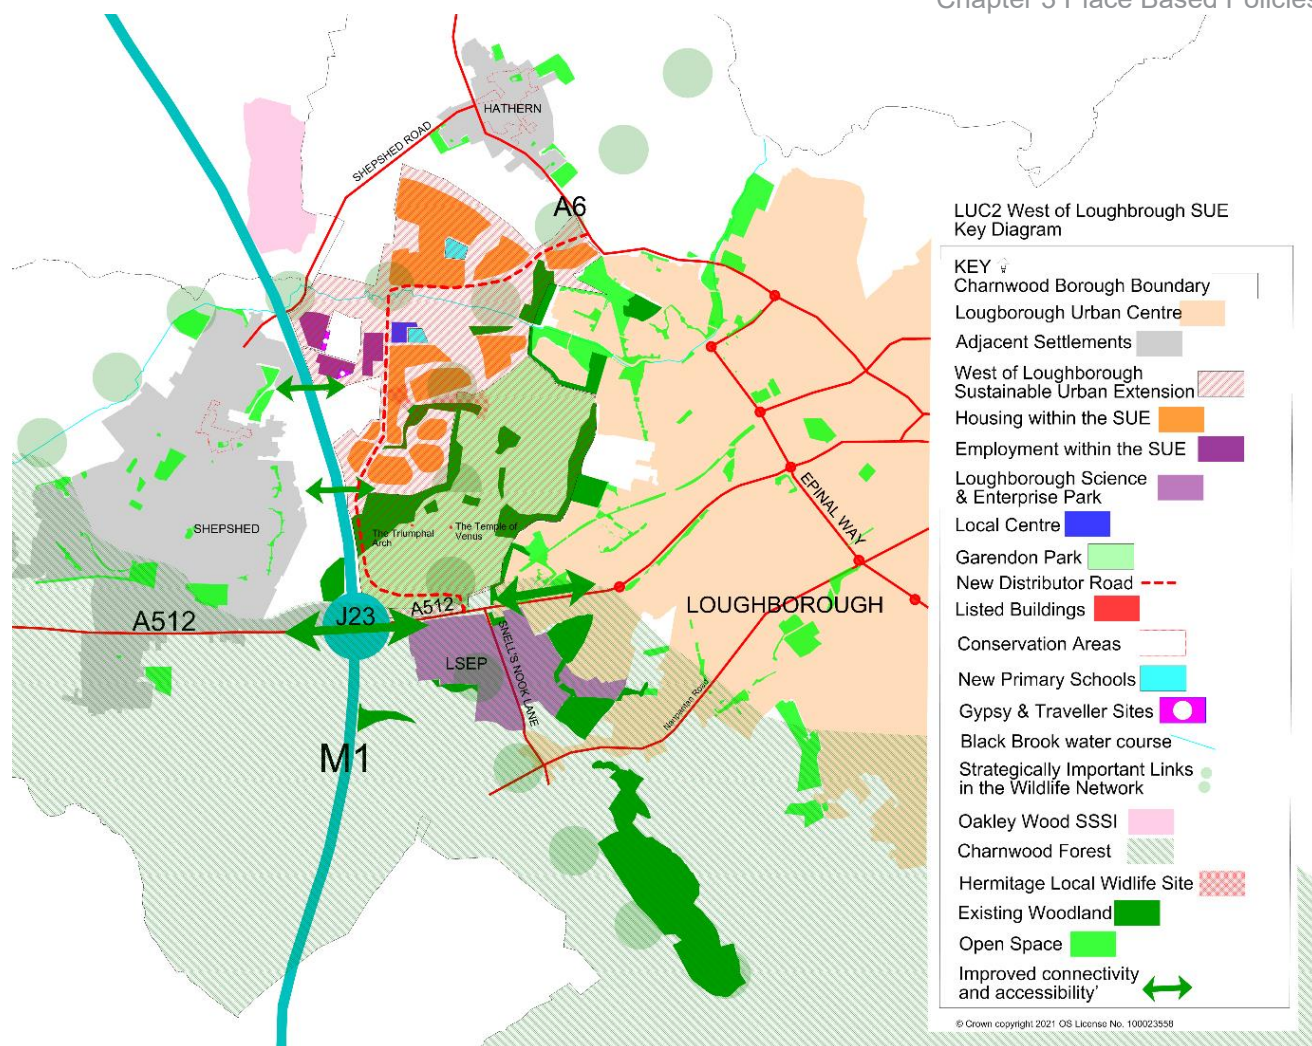 Chapter 3 Place Based Policies
HATHERN
SHEPSHED ROAD
A6
EPINAL WAY
SHEPSHED
The Triumphal
Arch
The Temple of
Venus
LOUGHBOROUGH
A512
J23
A512
LSEP
SNELL'S NOOK LANE
Nanpantan Road
M1
LUC2 West of Loughbrough SUE
Key Diagram
KEY
Charnwood Borough Boundary
Lougborough Urban Centre
Adjacent Settlements
West of Loughborough
Sustainable Urban Extension
Housing within the SUE
Employment within the SUE
Loughborough Science
& Enterprise Park
Local Centre
Garendon Park
New Distributor Road
Listed Buildings
Conservation Areas
New Primary Schools
Gypsy & Traveller Sites
Black Brook water course
Strategically Important Links
in the Wildlife Network
Oakley Wood SSSI
Charnwood Forest
Hermitage Local Widlife Site
Existing Woodland
Open Space
Improved connectivity
and accessibility'
© Crown copyright 2021 OS License No. 100023558